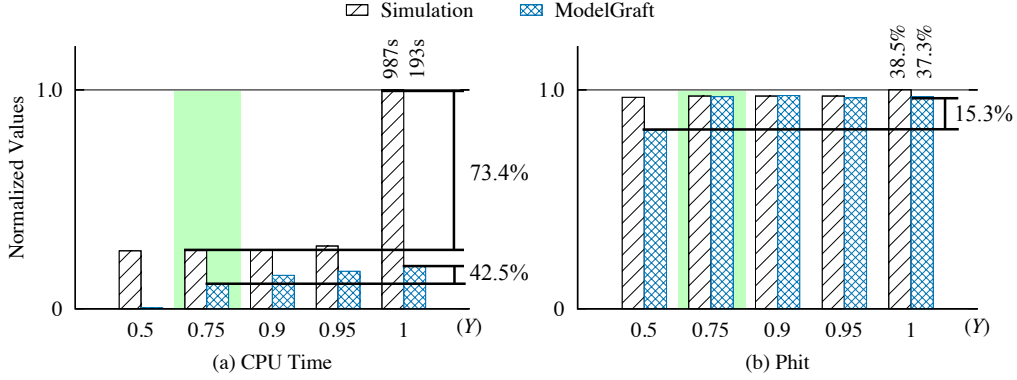 Simulation ModelGraft
Normalized Values
1.0
0
987s
193s
73.4%
42.5%
0.5 0.75 0.9 0.95 1 (Y)
(a) CPU Time
1.0
0
38.5%
37.3%
15.3%
0.5 0.75 0.9 0.95 1 (Y)
(b) Phit